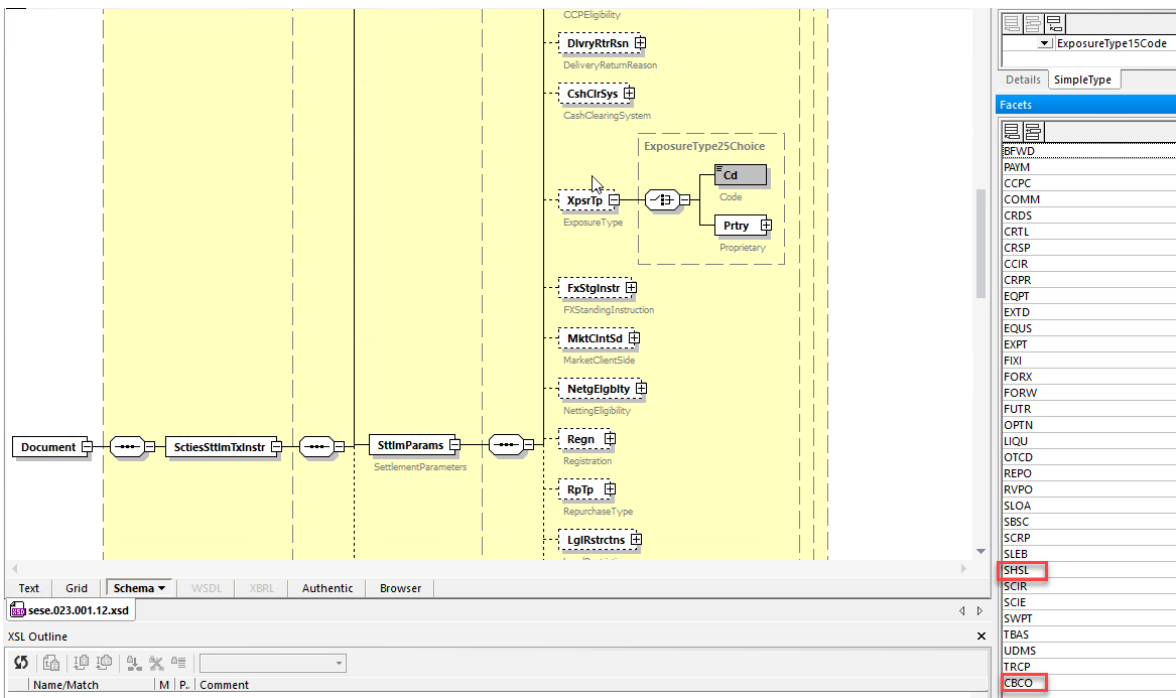 CCPEligibility
DlvryRtrRsn
DeliveryReturnReason
CshClrSys
CashClearingSystem
ExposureType25Choice
Cd
Code
XpsrTp
ExposureType
Prtry
Proprietary
FxStgInstr
FXStandingInstruction
MktClntSd
MarketClientSide
NetgElgblty
NettingEligibility
Document
SctiesSttlmTxInstr
SttlmParams
SettlementParameters
Regn
Registration
RpTp
RepurchaseType
LglRstrctns
Text Grid Schema WSDL XBRL Authentic Browser
sese.023.001.12.xsd
XSL Outline
Name/Match M P.. Comment
ExposureType15Code
Details SimpleType
Facets
BFWD
PAYM
CCPC
COMM
CRDS
CRTL
CRSP
CCIR
CRPR
EQPT
EXTD
EQUS
EXPT
FIXI
FORX
FORW
FUTR
OPTN
LIQU
OTCD
REPO
RVPO
SLOA
SBSC
SCRP
SLEB
SHSL
SCIR
SCIE
SWPT
TBAS
UDMS
TRCP
CBCO